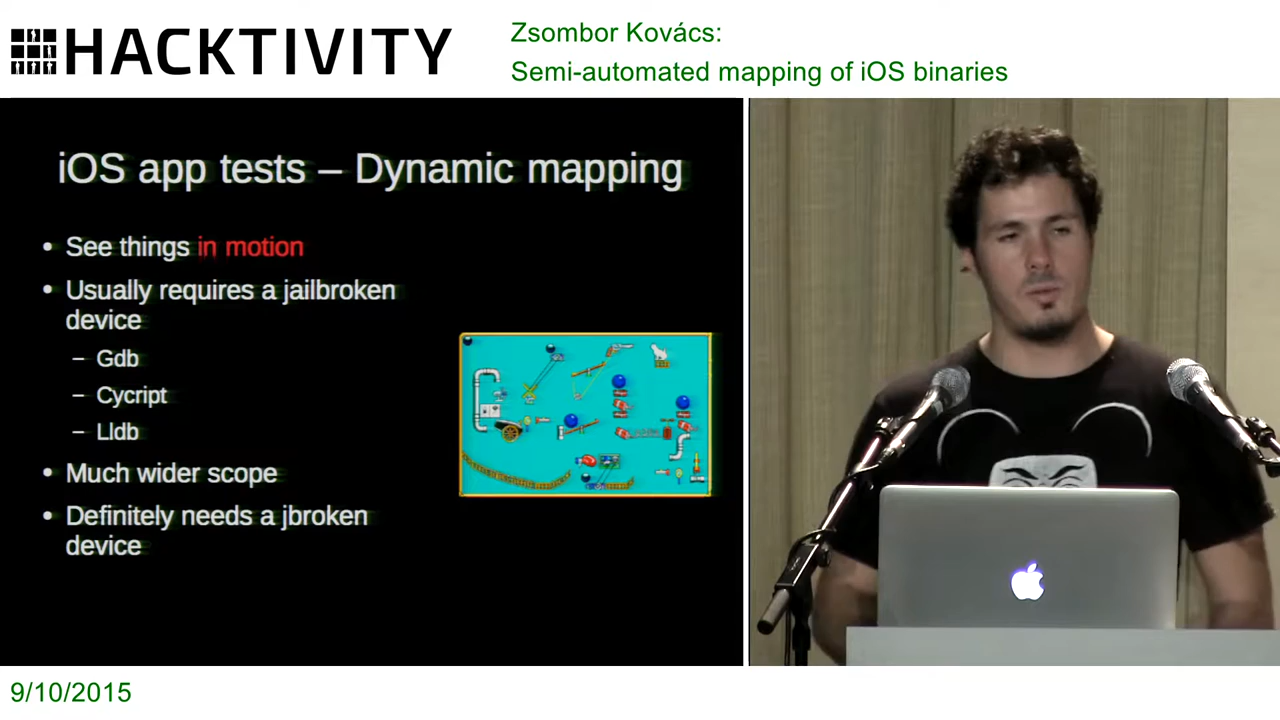 HACKTIVITY
Zsombor Kovács:
Semi-automated mapping of iOS binaries
iOS app tests – Dynamic mapping
• See things in motion
• Usually requires a jailbroken
device
– Gdb
– Cycript
– Lldb
• Much wider scope
• Definitely needs a jbroken
device
9/10/2015